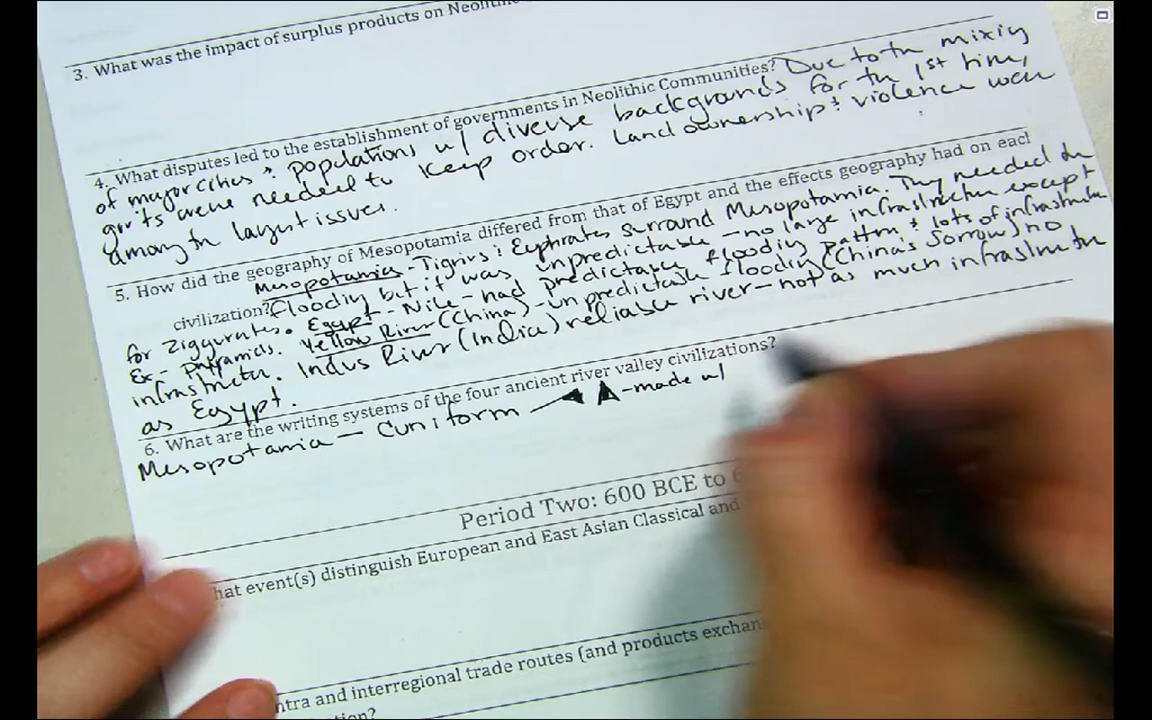 3. What was the impact of surplus products on Neolithic
4. What disputes led to the establishment of governments in Neolithic Communities? Due to th mixing
of major cities & populations w/ diverse backgrounds for th 1st time,
gov'ts were needed to keep order. Land ownership & violence were
among th largest issues.
5. How did the geography of Mesopotamia differed from that of Egypt and the effects geography had on each
civilization? Mesopotamia - Tigrius & Euphrates surround Mesopotamia. They needed th
flooding but it was unpredictable - no large infrastructure except
for Ziggurates. Egypt - Nile - had predictable flooding pattern & lots of infrastructure
Ex - Pyramids. Yellow River (China) - unpredictable flooding (China's Sorrow) no
infrastructure. Indus River (India) reliable river - not as much infrastructure
as Egypt.
6. What are the writing systems of the four ancient river valley civilizations?
Mesopotamia - Cuniform - made w/
Period Two: 600 BCE to
hat event(s) distinguish European and East Asian Classical and
ntra and interregional trade routes (and products exchan
tion?